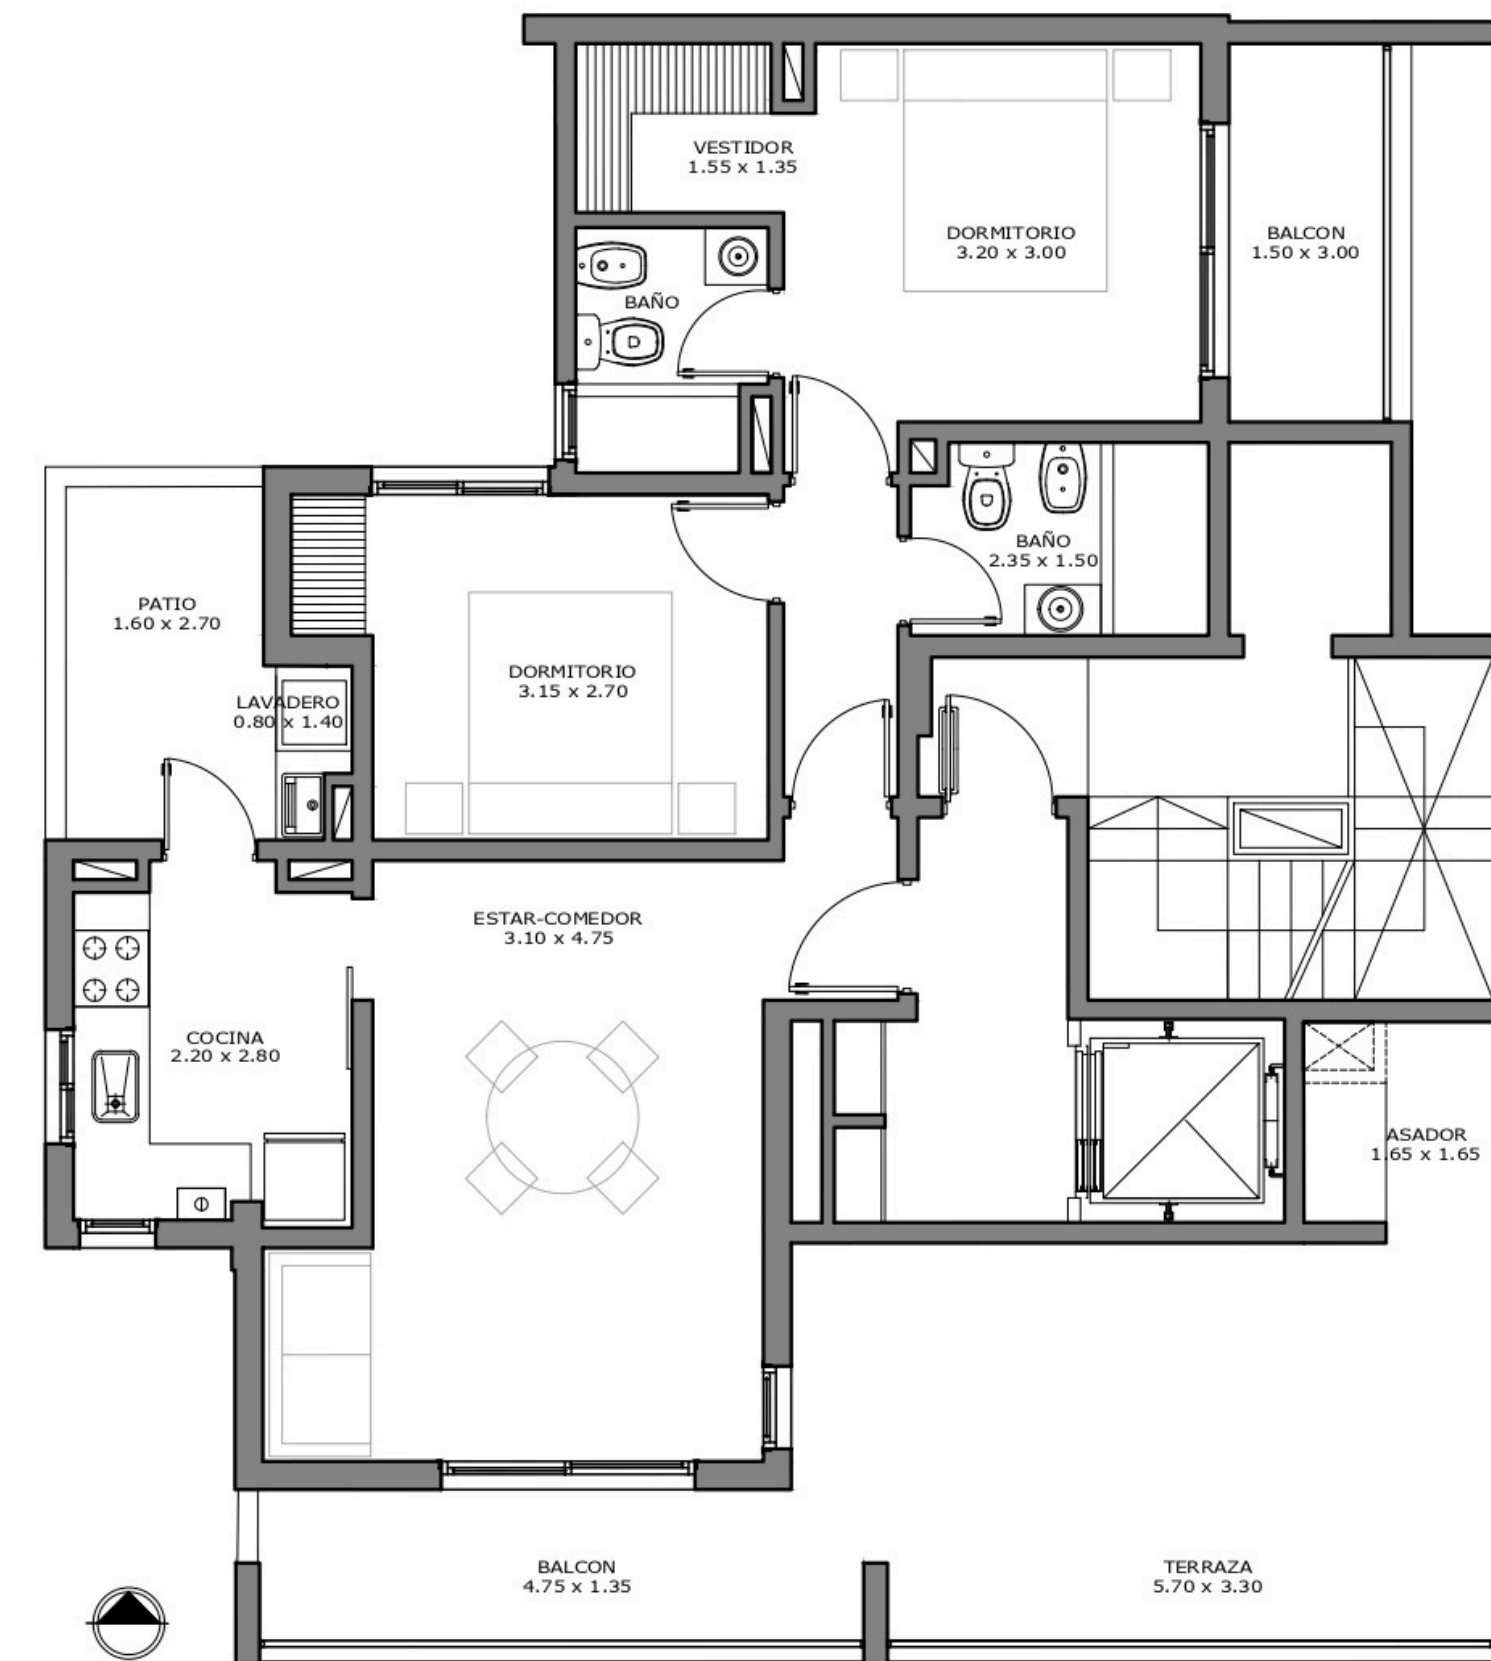 VESTIDOR
1.55 x 1.35
DORMITORIO
3.20 x 3.00
BALCON
1.50 x 3.00
BAÑO
BAÑO
2.35 x 1.50
PATIO
1.60 x 2.70
DORMITORIO
3.15 x 2.70
LAVADERO
0.80 x 1.40
ESTAR-COMEDOR
3.10 x 4.75
COCINA
2.20 x 2.80
ASADOR
1.65 x 1.65
BALCON
4.75 x 1.35
TERRAZA
5.70 x 3.30